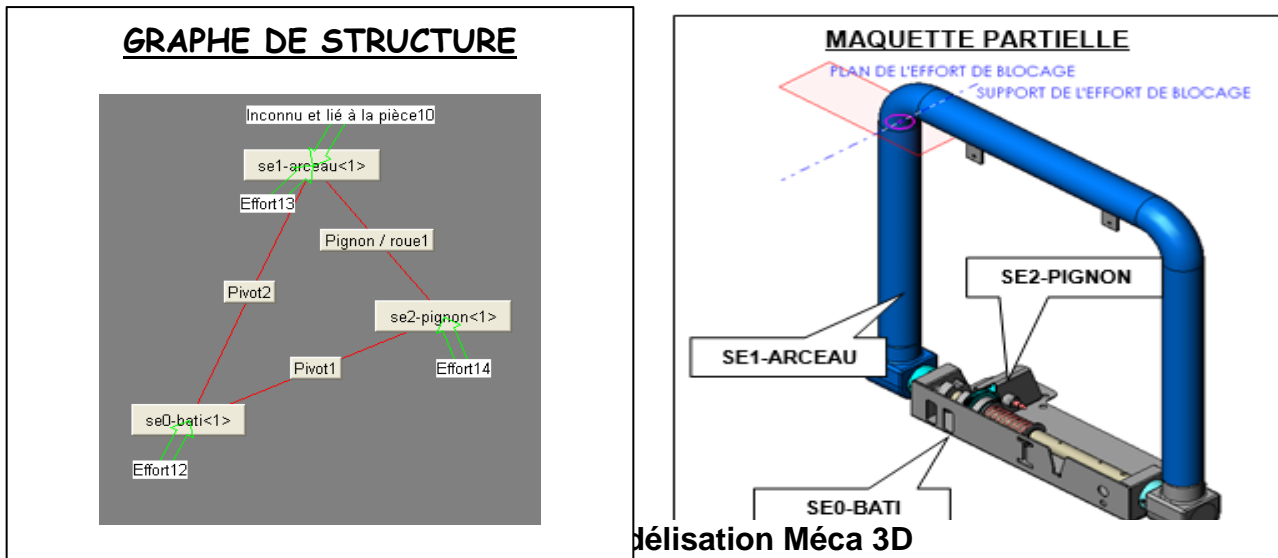 GRAPHE DE STRUCTURE
Inconnu et lié à la pièce10
se1-arceau<1>
Effort13
Pignon / roue1
Pivot2
se2-pignon<1>
Pivot1
Effort14
se0-bati<1>
Effort12
MAQUETTE PARTIELLE
PLAN DE L'EFFORT DE BLOCAGE
SUPPORT DE L'EFFORT DE BLOCAGE
SE2-PIGNON
SE1-ARCEAU
SE0-BATI
délisation Méca 3D